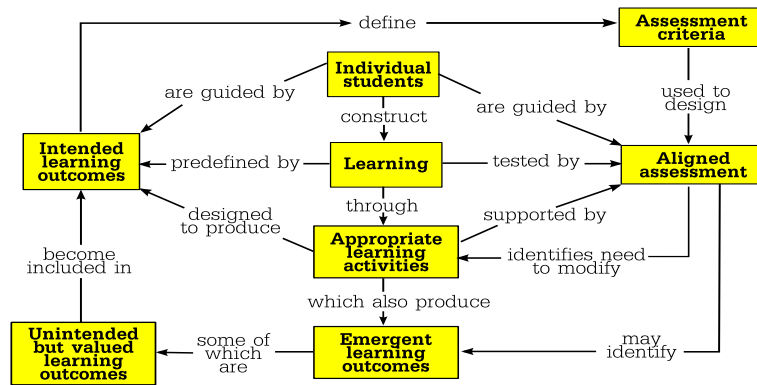 define
Assessment
criteria
Individual
students
are guided by
are guided by
used to
design
construct
Intended
learning
outcomes
predefined by
Learning
tested by
Aligned
assessment
through
designed
to produce
supported by
Appropriate
learning
activities
identifies need
to modify
become
included in
which also produce
Unintended
but valued
learning
outcomes
some of
which
are
Emergent
learning
outcomes
may
identify